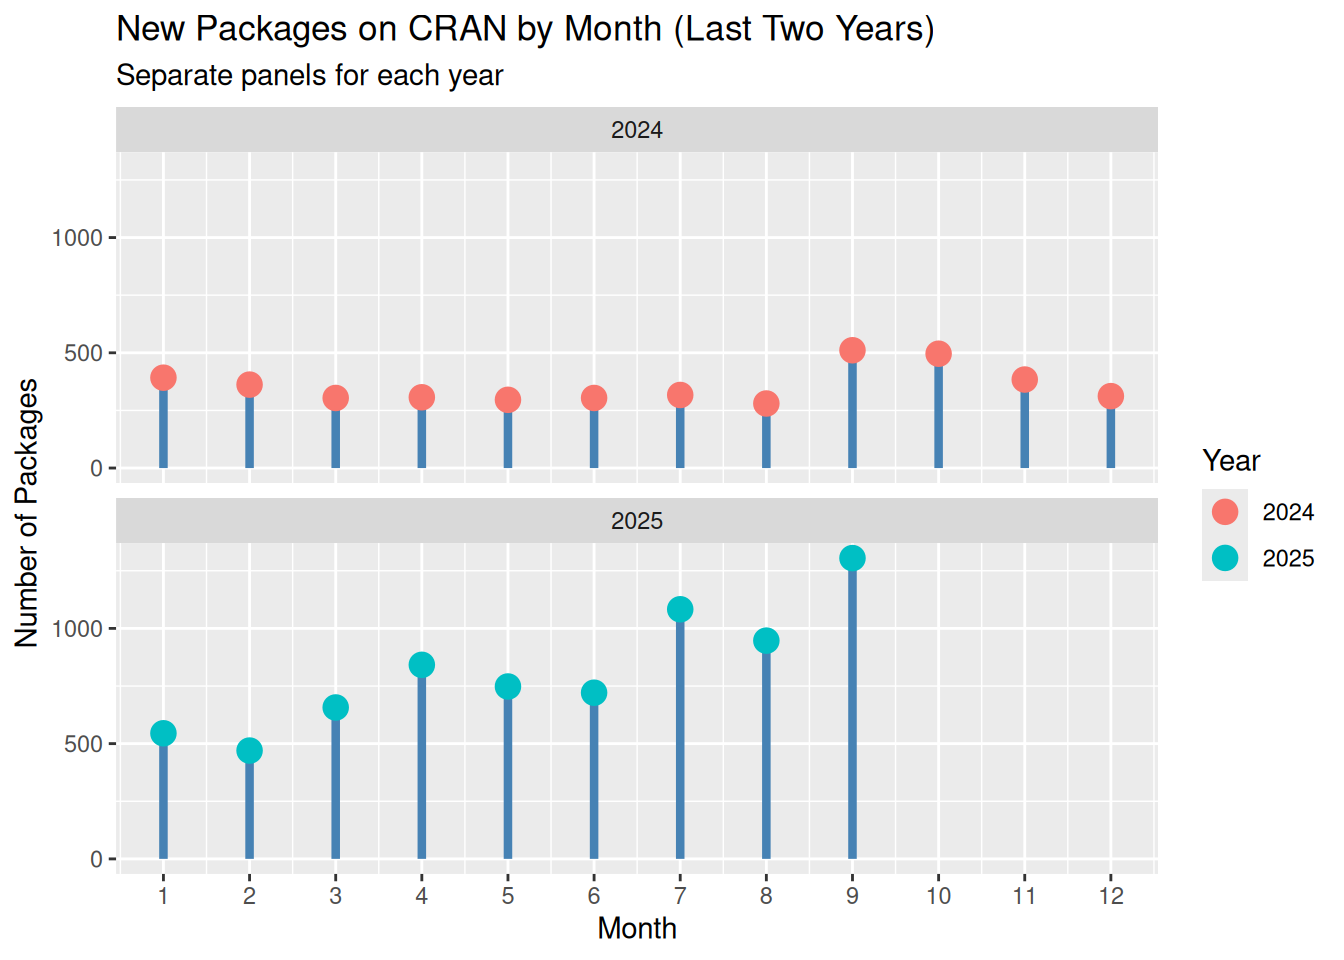 New Packages on CRAN by Month (Last Two Years)
Separate panels for each year
2024
1000
500
0
2025
1000
500
0
1 2 3 4 5 6 7 8 9 10 11 12
Month
Number of Packages
Year
2024
2025